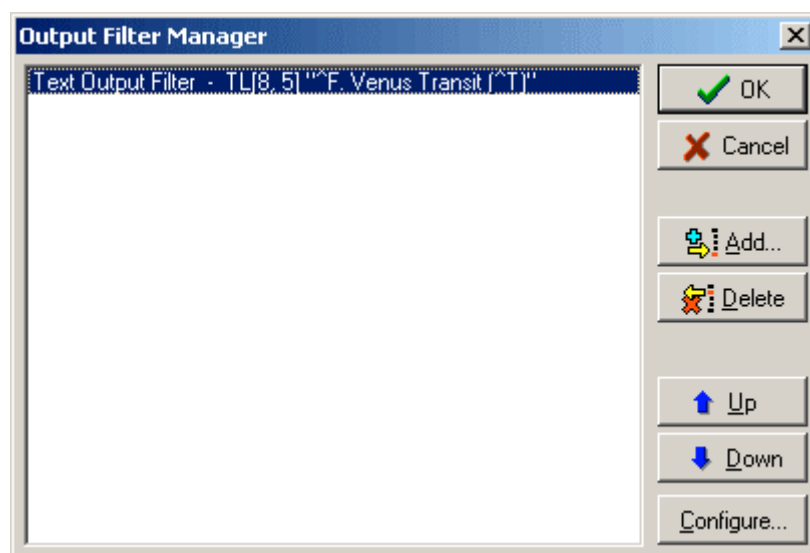 Output Filter Manager
Text Output Filter - TL[8, 5] "^F. Venus Transit (^T)"
OK
Cancel
Add...
Delete
Up
Down
Configure...